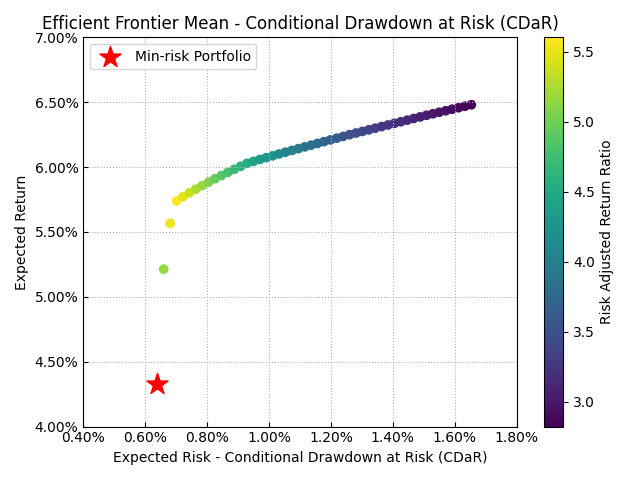 Efficient Frontier Mean - Conditional Drawdown at Risk (CDaR)
7.00%
6.50%
6.00%
5.50%
5.00%
4.50%
4.00%
Expected Return
Min-risk Portfolio
0.40% 0.60% 0.80% 1.00% 1.20% 1.40% 1.60% 1.80%
Expected Risk - Conditional Drawdown at Risk (CDaR)
5.5
5.0
4.5
4.0
3.5
3.0
Risk Adjusted Return Ratio